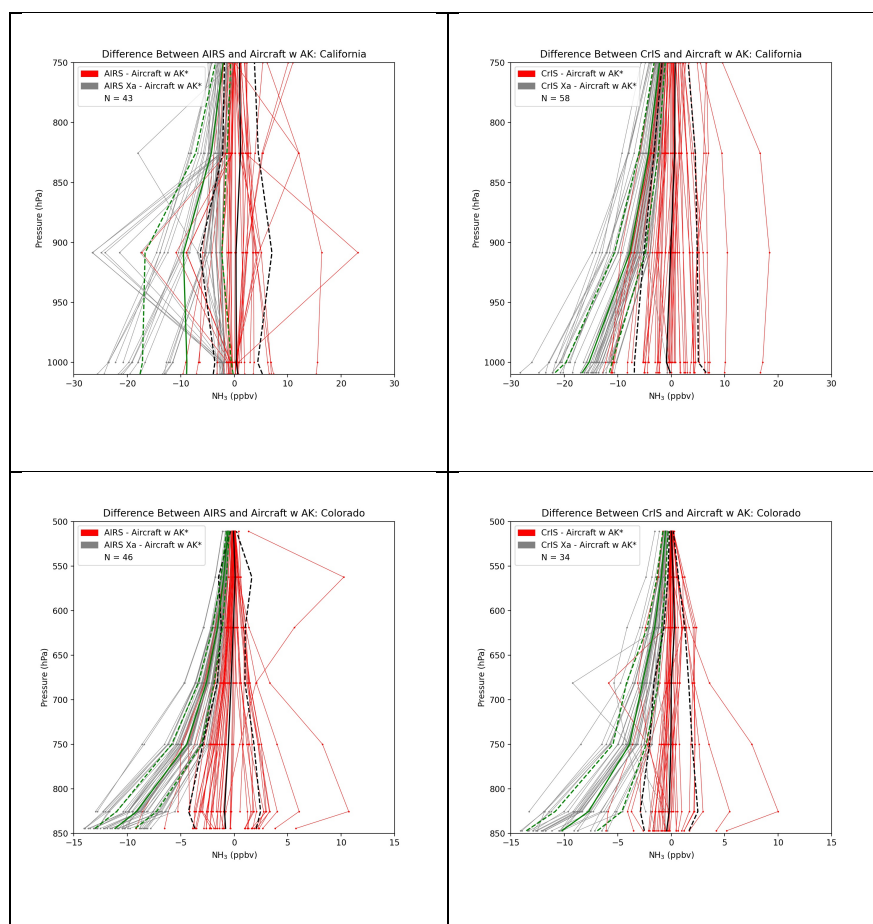 Difference Between AIRS and Aircraft w AK: California
AIRS - Aircraft w AK*
AIRS Xa - Aircraft w AK*
N = 43
Pressure (hPa)
750
800
850
900
950
1000
−30 −20 −10 0 10 20 30
NH₃ (ppbv)
Difference Between CrIS and Aircraft w AK: California
CrIS - Aircraft w AK*
CrIS Xa - Aircraft w AK*
N = 58
Pressure (hPa)
750
800
850
900
950
1000
−30 −20 −10 0 10 20 30
NH₃ (ppbv)
Difference Between AIRS and Aircraft w AK: Colorado
AIRS - Aircraft w AK*
AIRS Xa - Aircraft w AK*
N = 46
Pressure (hPa)
500
550
600
650
700
750
800
850
−15 −10 −5 0 5 10 15
NH₃ (ppbv)
Difference Between CrIS and Aircraft w AK: Colorado
CrIS - Aircraft w AK*
CrIS Xa - Aircraft w AK*
N = 34
Pressure (hPa)
500
550
600
650
700
750
800
850
−15 −10 −5 0 5 10 15
NH₃ (ppbv)